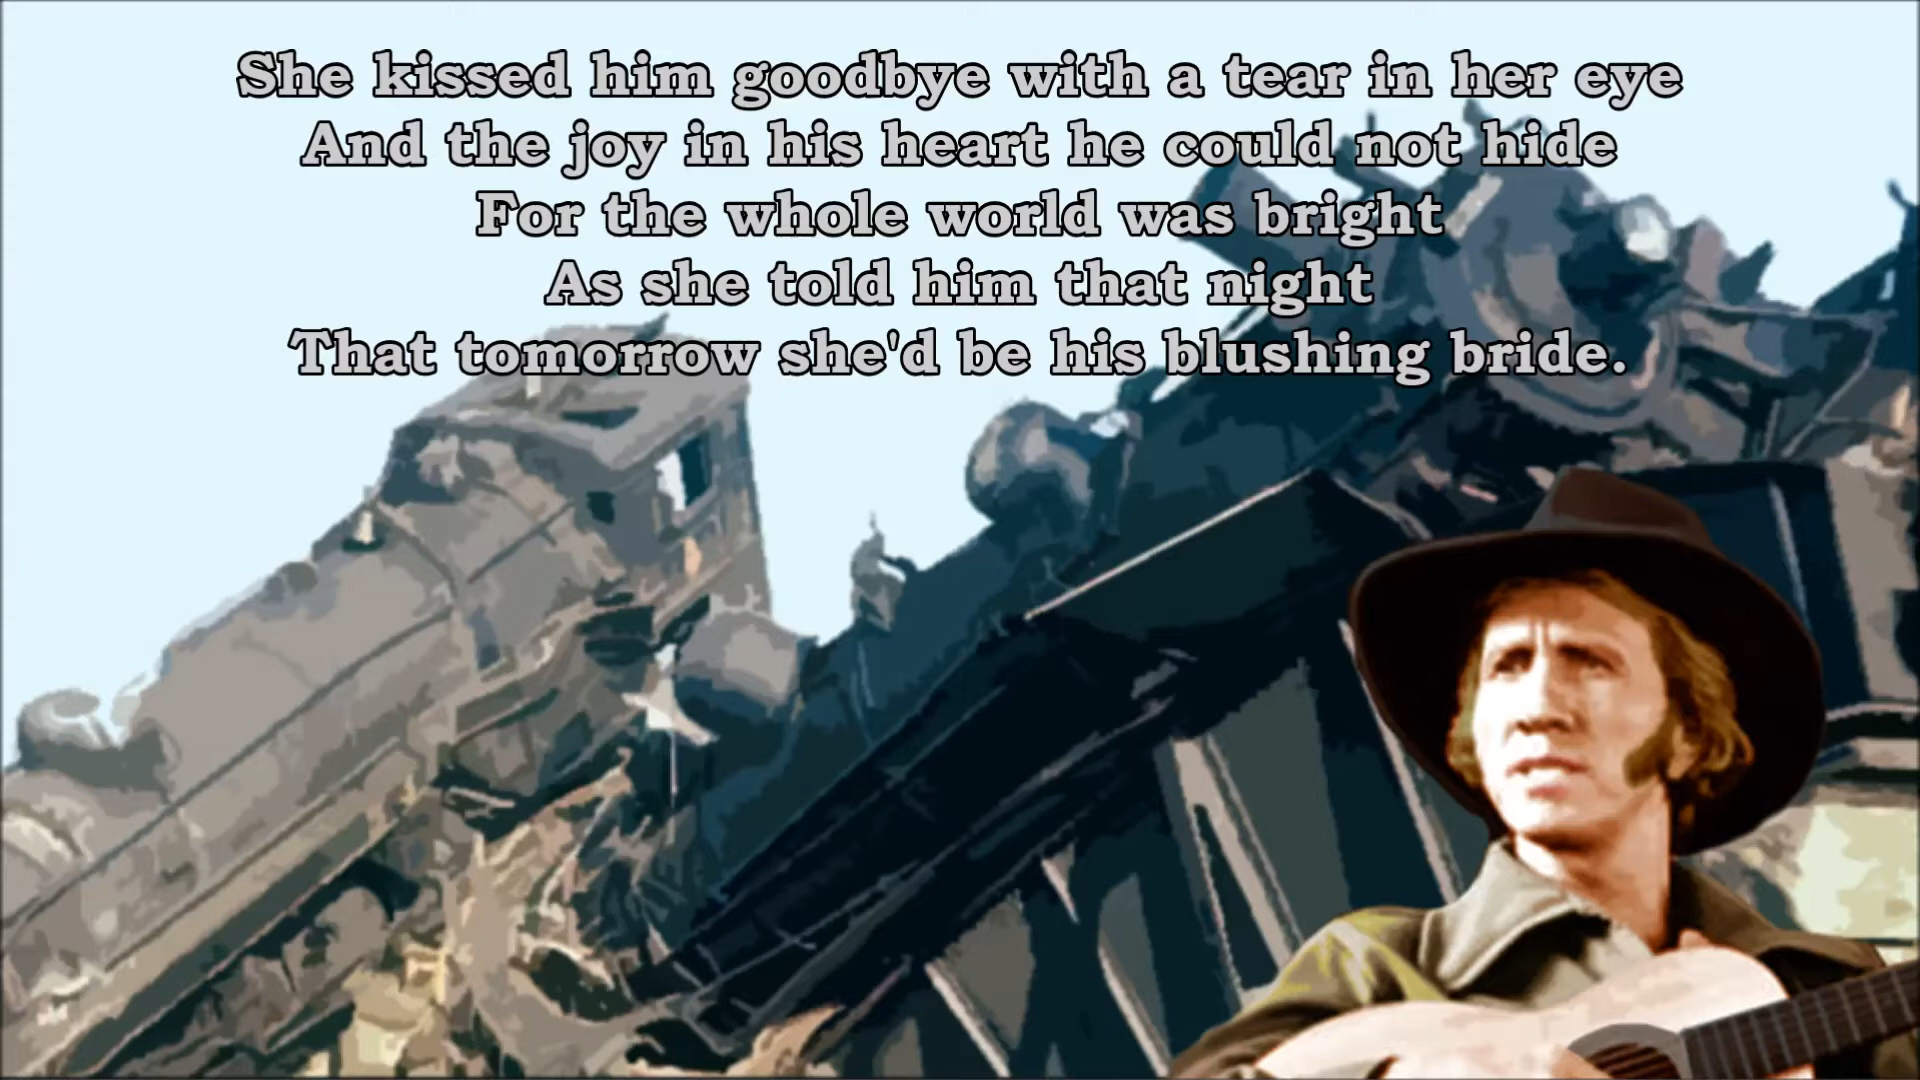 She kissed him goodbye with a tear in her eye
And the joy in his heart he could not hide
For the whole world was bright
As she told him that night
That tomorrow she'd be his blushing bride.